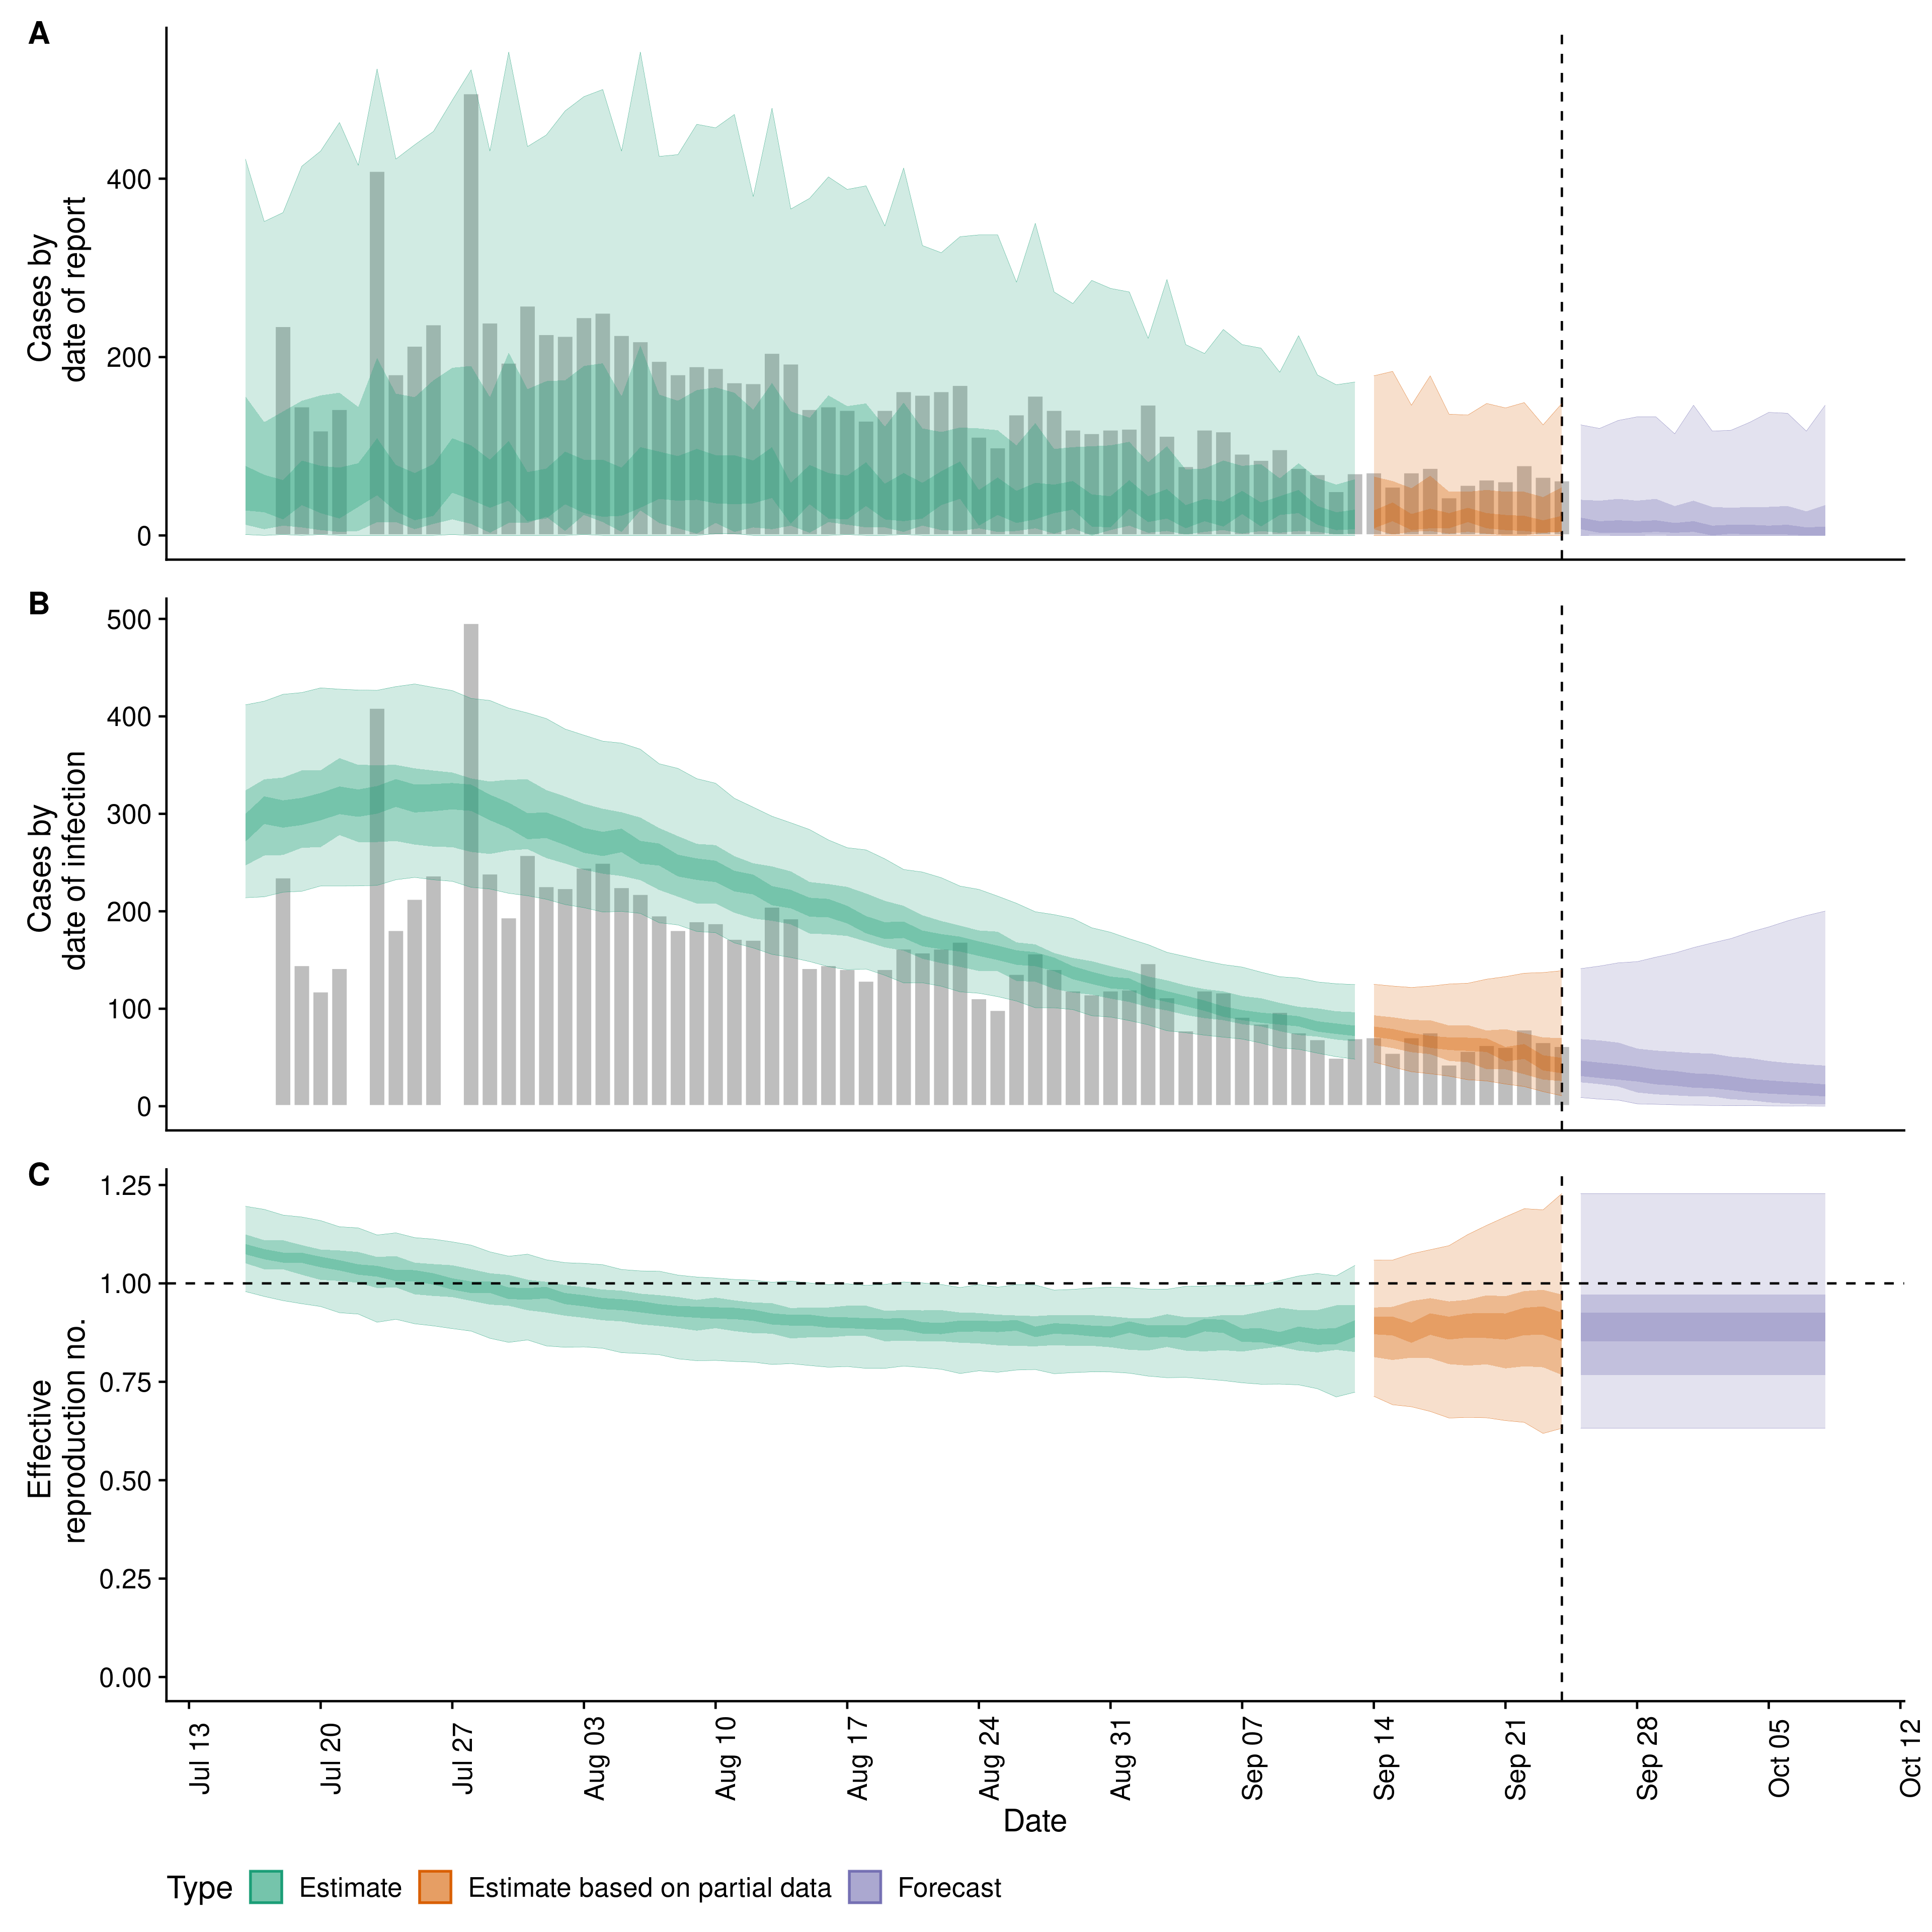 A
Cases by
date of report
400
200
0
B
Cases by
date of infection
500
400
300
200
100
0
C
Effective
reproduction no.
1.25
1.00
0.75
0.50
0.25
0.00
Jul 13
Jul 20
Jul 27
Aug 03
Aug 10
Aug 17
Aug 24
Aug 31
Sep 07
Sep 14
Sep 21
Sep 28
Oct 05
Oct 12
Date
Type Estimate Estimate based on partial data Forecast